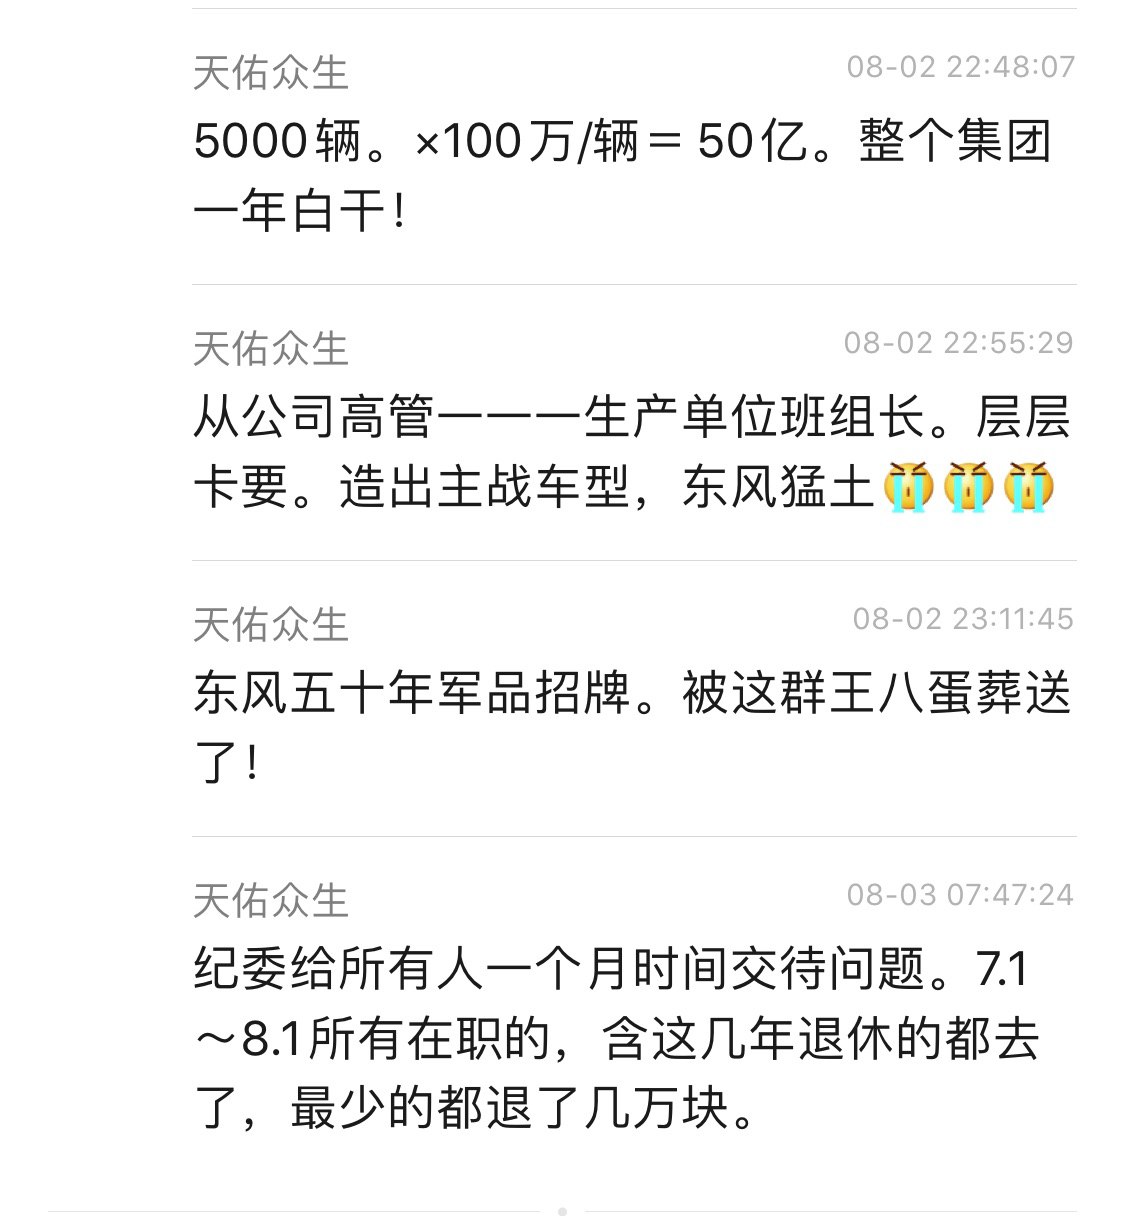 天佑众生 08-02 22:48:07
5000辆。×100万/辆＝50亿。整个集团
一年白干！
天佑众生 08-02 22:55:29
从公司高管一一一生产单位班组长。层层
卡要。造出主战车型，东风猛土😭😭😭
天佑众生 08-02 23:11:45
东风五十年军品招牌。被这群王八蛋葬送
了！
天佑众生 08-03 07:47:24
纪委给所有人一个月时间交待问题。7.1
～8.1所有在职的，含这几年退休的都去
了，最少的都退了几万块。